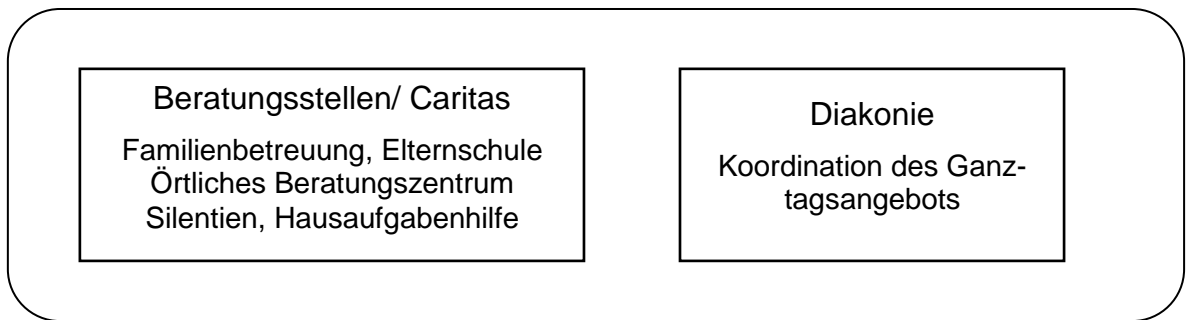 Beratungsstellen/ Caritas
Familienbetreuung, Elternschule
Örtliches Beratungszentrum
Silentien, Hausaufgabenhilfe
Diakonie
Koordination des Ganz-
tagsangebots